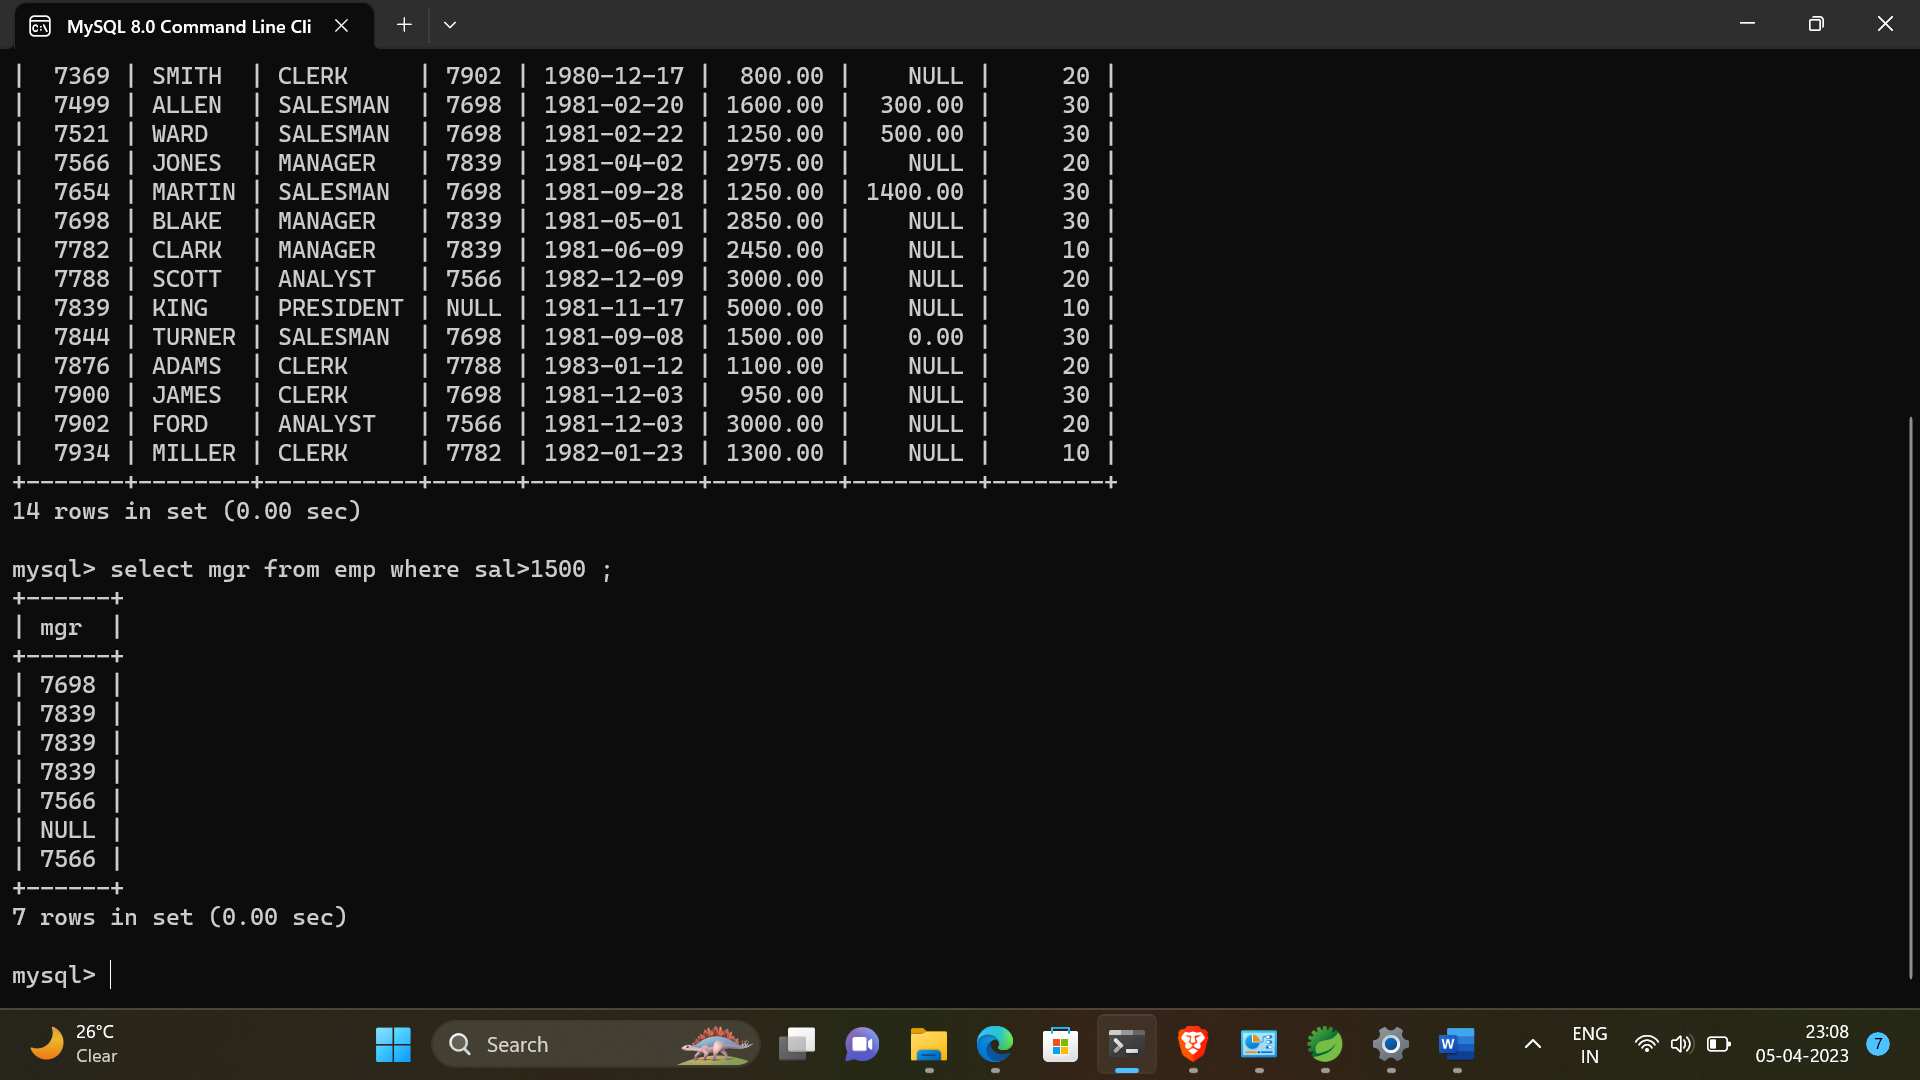 MySQL 8.0 Command Line Cli
|  7369 | SMITH  | CLERK     | 7902 | 1980-12-17 |  800.00 |    NULL |     20 |
|  7499 | ALLEN  | SALESMAN  | 7698 | 1981-02-20 | 1600.00 |  300.00 |     30 |
|  7521 | WARD   | SALESMAN  | 7698 | 1981-02-22 | 1250.00 |  500.00 |     30 |
|  7566 | JONES  | MANAGER   | 7839 | 1981-04-02 | 2975.00 |    NULL |     20 |
|  7654 | MARTIN | SALESMAN  | 7698 | 1981-09-28 | 1250.00 | 1400.00 |     30 |
|  7698 | BLAKE  | MANAGER   | 7839 | 1981-05-01 | 2850.00 |    NULL |     30 |
|  7782 | CLARK  | MANAGER   | 7839 | 1981-06-09 | 2450.00 |    NULL |     10 |
|  7788 | SCOTT  | ANALYST   | 7566 | 1982-12-09 | 3000.00 |    NULL |     20 |
|  7839 | KING   | PRESIDENT | NULL | 1981-11-17 | 5000.00 |    NULL |     10 |
|  7844 | TURNER | SALESMAN  | 7698 | 1981-09-08 | 1500.00 |    0.00 |     30 |
|  7876 | ADAMS  | CLERK     | 7788 | 1983-01-12 | 1100.00 |    NULL |     20 |
|  7900 | JAMES  | CLERK     | 7698 | 1981-12-03 |  950.00 |    NULL |     30 |
|  7902 | FORD   | ANALYST   | 7566 | 1981-12-03 | 3000.00 |    NULL |     20 |
|  7934 | MILLER | CLERK     | 7782 | 1982-01-23 | 1300.00 |    NULL |     10 |
+-------+--------+-----------+------+------------+---------+---------+--------+
14 rows in set (0.00 sec)
mysql> select mgr from emp where sal>1500 ;
+------+
| mgr  |
+------+
| 7698 |
| 7839 |
| 7839 |
| 7839 |
| 7566 |
| NULL |
| 7566 |
+------+
7 rows in set (0.00 sec)
mysql>
26°C
Clear
Search
ENG
IN
23:08
05-04-2023
7